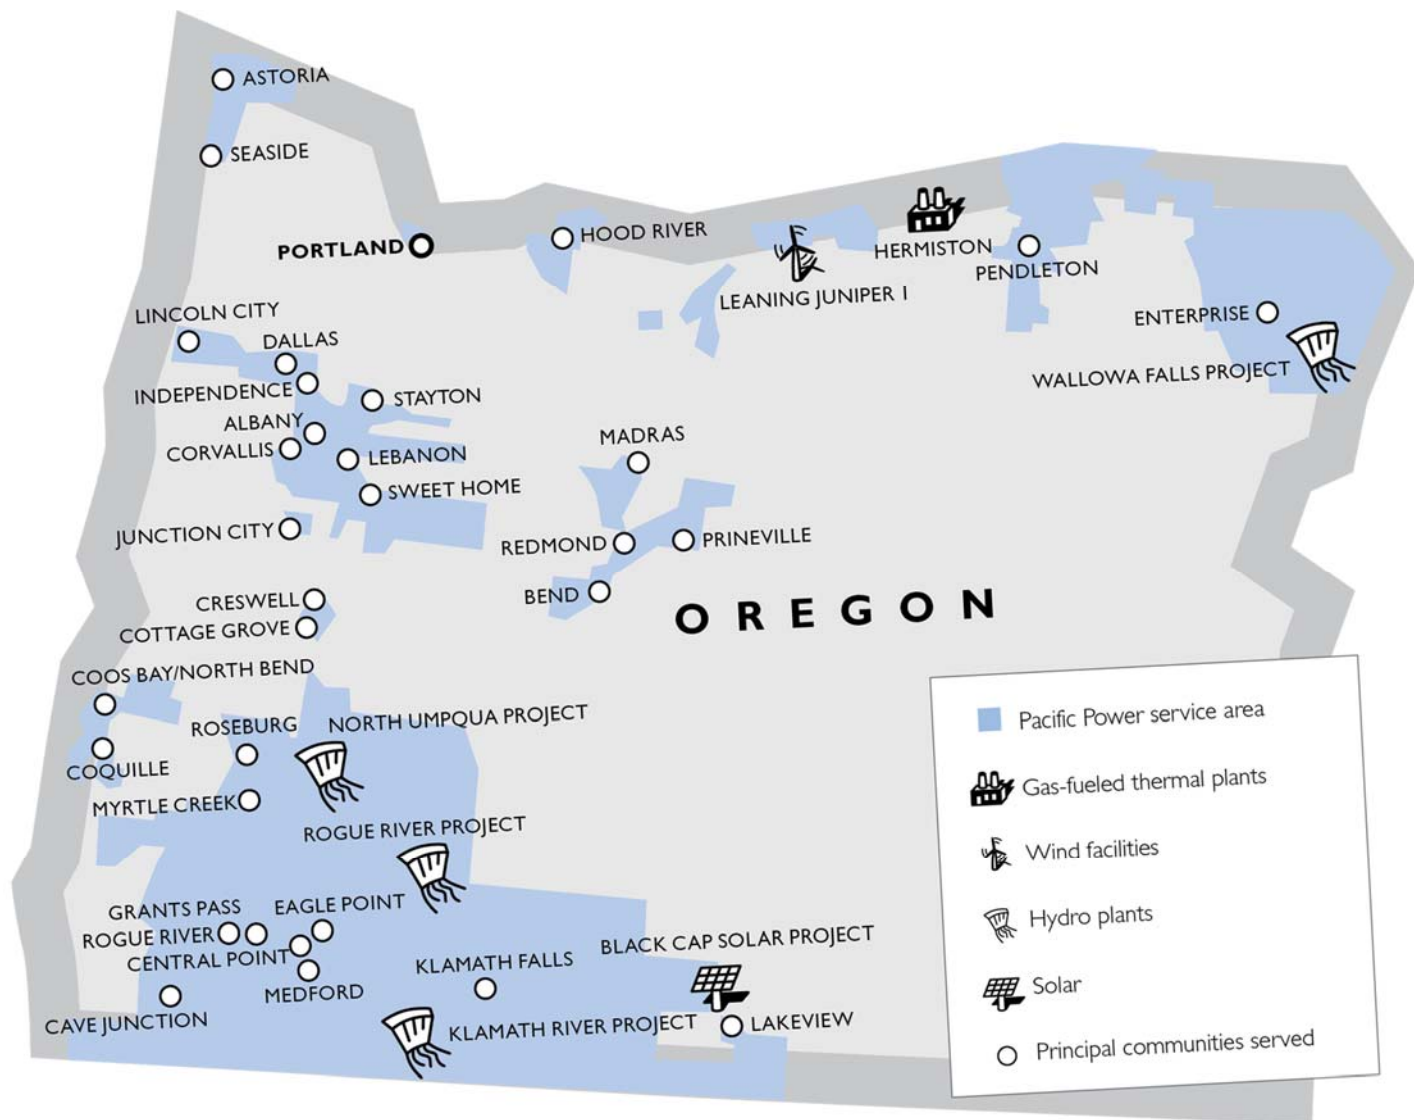 ASTORIA
SEASIDE
PORTLAND
HOOD RIVER
LEANING JUNIPER I
HERMISTON
PENDLETON
ENTERPRISE
WALLOWA FALLS PROJECT
LINCOLN CITY
DALLAS
INDEPENDENCE
STAYTON
ALBANY
CORVALLIS
LEBANON
SWEET HOME
JUNCTION CITY
MADRAS
REDMOND
PRINEVILLE
BEND
OREGON
CRESWELL
COTTAGE GROVE
COOS BAY/NORTH BEND
ROSEBURG
NORTH UMPQUA PROJECT
COQUILLE
MYRTLE CREEK
ROGUE RIVER PROJECT
GRANTS PASS
EAGLE POINT
ROGUE RIVER
CENTRAL POINT
MEDFORD
CAVE JUNCTION
KLAMATH FALLS
KLAMATH RIVER PROJECT
BLACK CAP SOLAR PROJECT
LAKEVIEW
Pacific Power service area
Gas-fueled thermal plants
Wind facilities
Hydro plants
Solar
Principal communities served